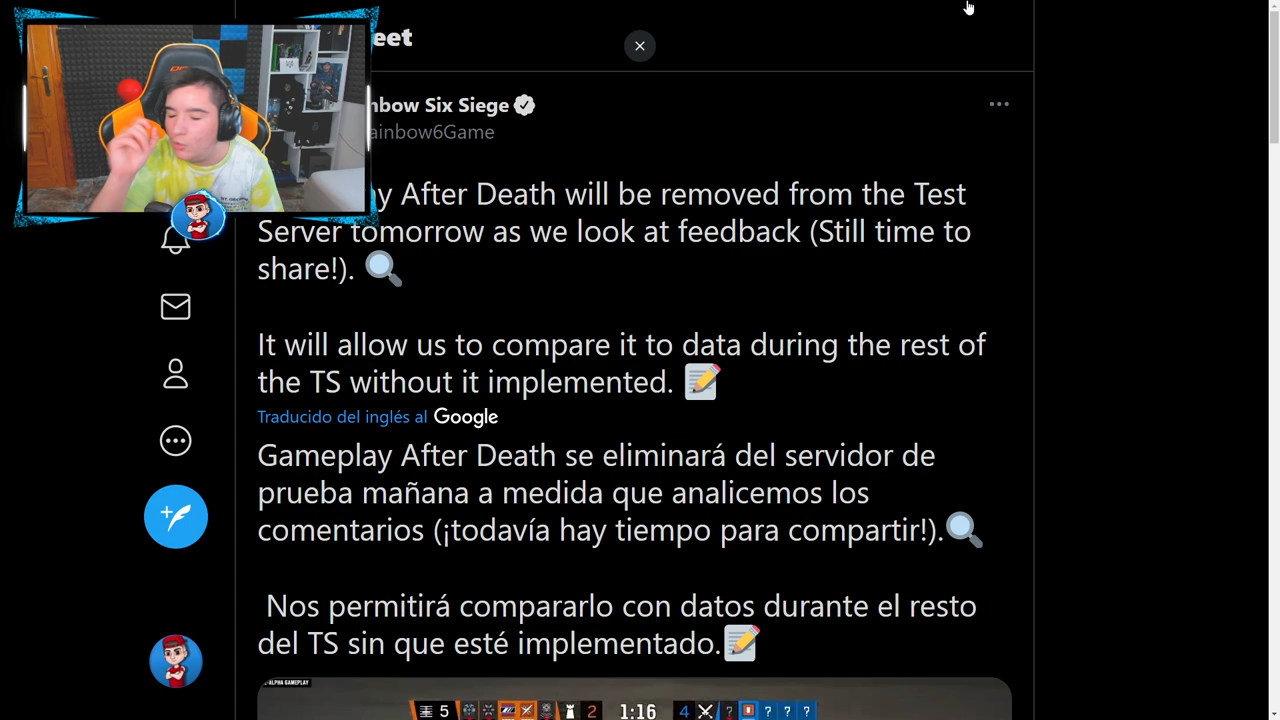 eet
nbow Six Siege
ainbow6Game
y After Death will be removed from the Test
Server tomorrow as we look at feedback (Still time to
share!).
It will allow us to compare it to data during the rest of
the TS without it implemented.
Traducido del inglés al Google
Gameplay After Death se eliminará del servidor de
prueba mañana a medida que analicemos los
comentarios (¡todavía hay tiempo para compartir!).
Nos permitirá compararlo con datos durante el resto
del TS sin que esté implementado.
-ALPHA GAMEPLAY
5 2 1:16 4 ? ? ? ?